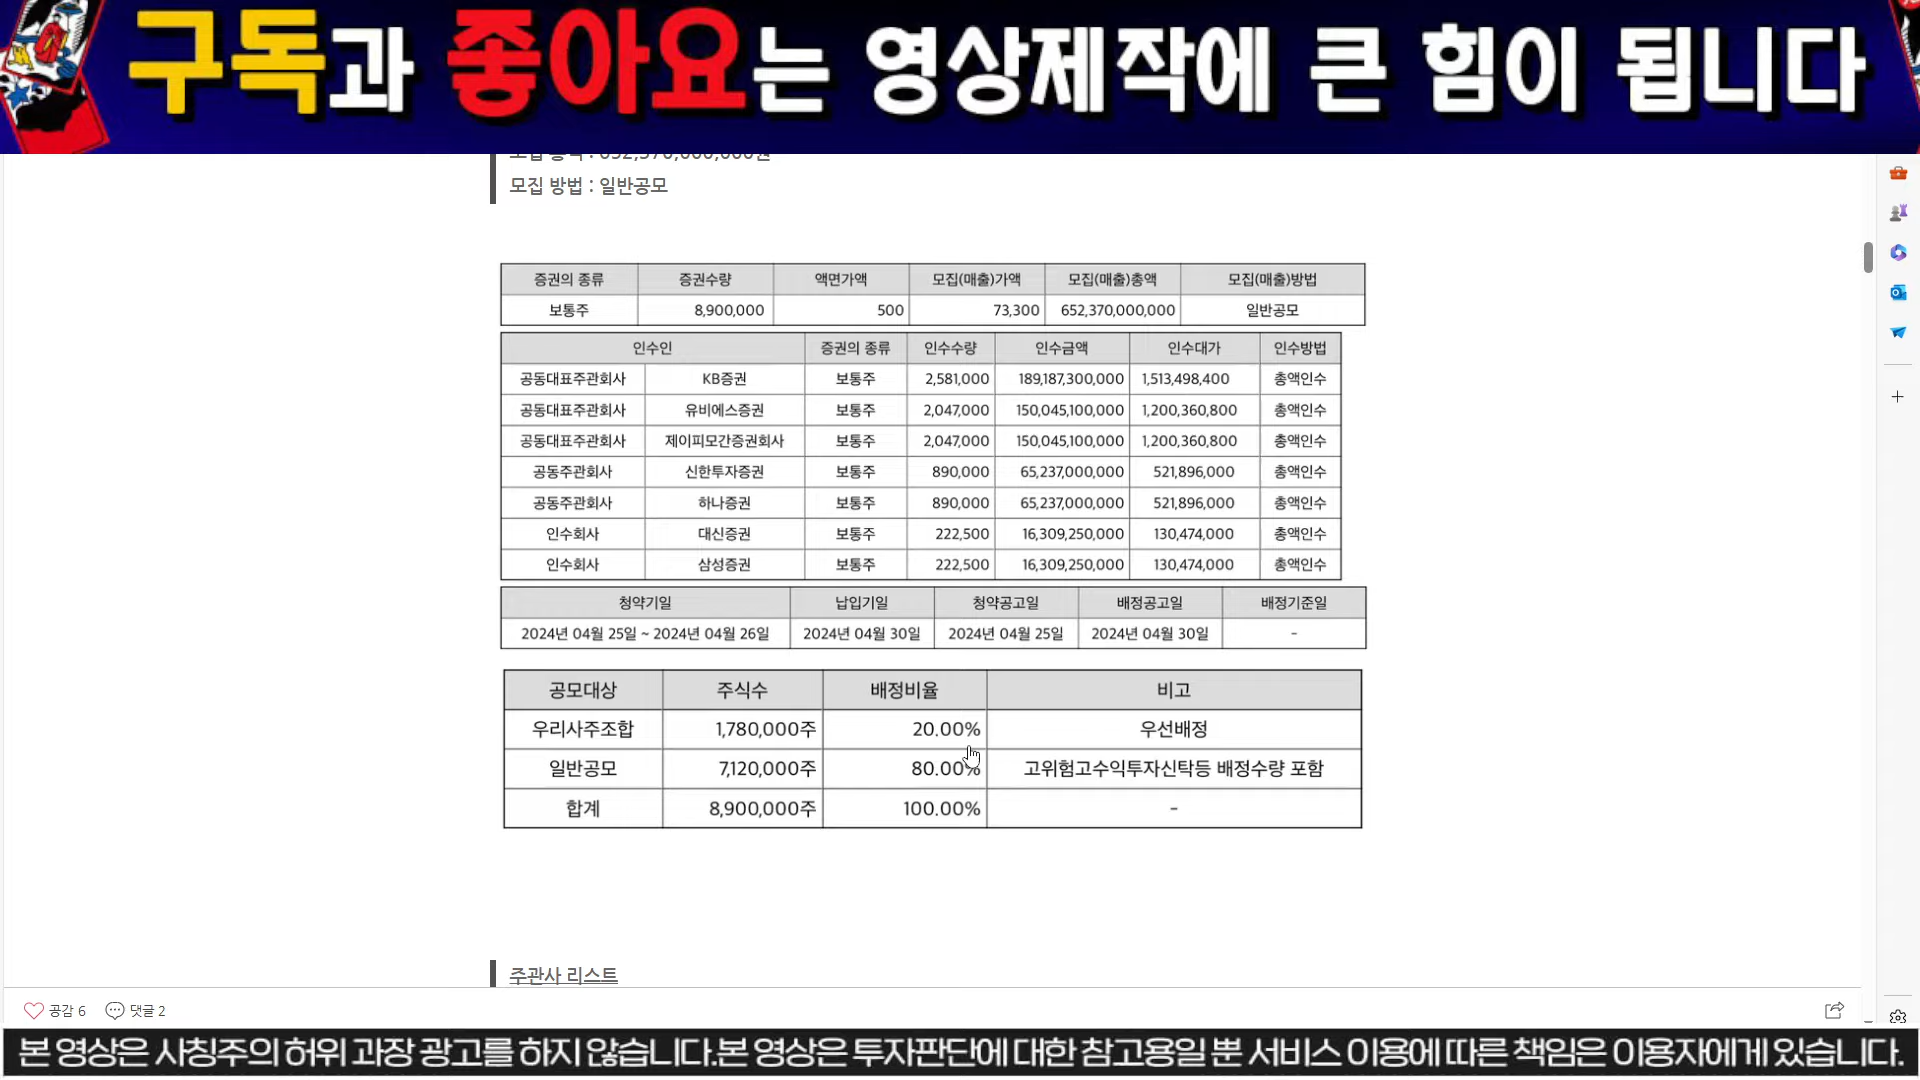 구독과 좋아요는 영상제작에 큰 힘이 됩니다
모집 총액 : 652,370,000,000원
모집 방법 : 일반공모
증권의 종류 증권수량 액면가액 모집(매출)가액 모집(매출)총액 모집(매출)방법
보통주 8,900,000 500 73,300 652,370,000,000 일반공모
인수인 증권의 종류 인수수량 인수금액 인수대가 인수방법
공동대표주관회사 KB증권 보통주 2,581,000 189,187,300,000 1,513,498,400 총액인수
공동대표주관회사 유비에스증권 보통주 2,047,000 150,045,100,000 1,200,360,800 총액인수
공동대표주관회사 제이피모간증권회사 보통주 2,047,000 150,045,100,000 1,200,360,800 총액인수
공동주관회사 신한투자증권 보통주 890,000 65,237,000,000 521,896,000 총액인수
공동주관회사 하나증권 보통주 890,000 65,237,000,000 521,896,000 총액인수
인수회사 대신증권 보통주 222,500 16,309,250,000 130,474,000 총액인수
인수회사 삼성증권 보통주 222,500 16,309,250,000 130,474,000 총액인수
청약기일 납입기일 청약공고일 배정공고일 배정기준일
2024년 04월 25일 ~ 2024년 04월 26일 2024년 04월 30일 2024년 04월 25일 2024년 04월 30일 -
공모대상 주식수 배정비율 비고
우리사주조합 1,780,000주 20.00% 우선배정
일반공모 7,120,000주 80.00% 고위험고수익투자신탁등 배정수량 포함
합계 8,900,000주 100.00% -
주관사 리스트
공감 6 댓글 2
본 영상은 사칭주의 허위 과장 광고를 하지 않습니다.본 영상은 투자판단에 대한 참고용일 뿐 서비스 이용에 따른 책임은 이용자에게 있습니다.